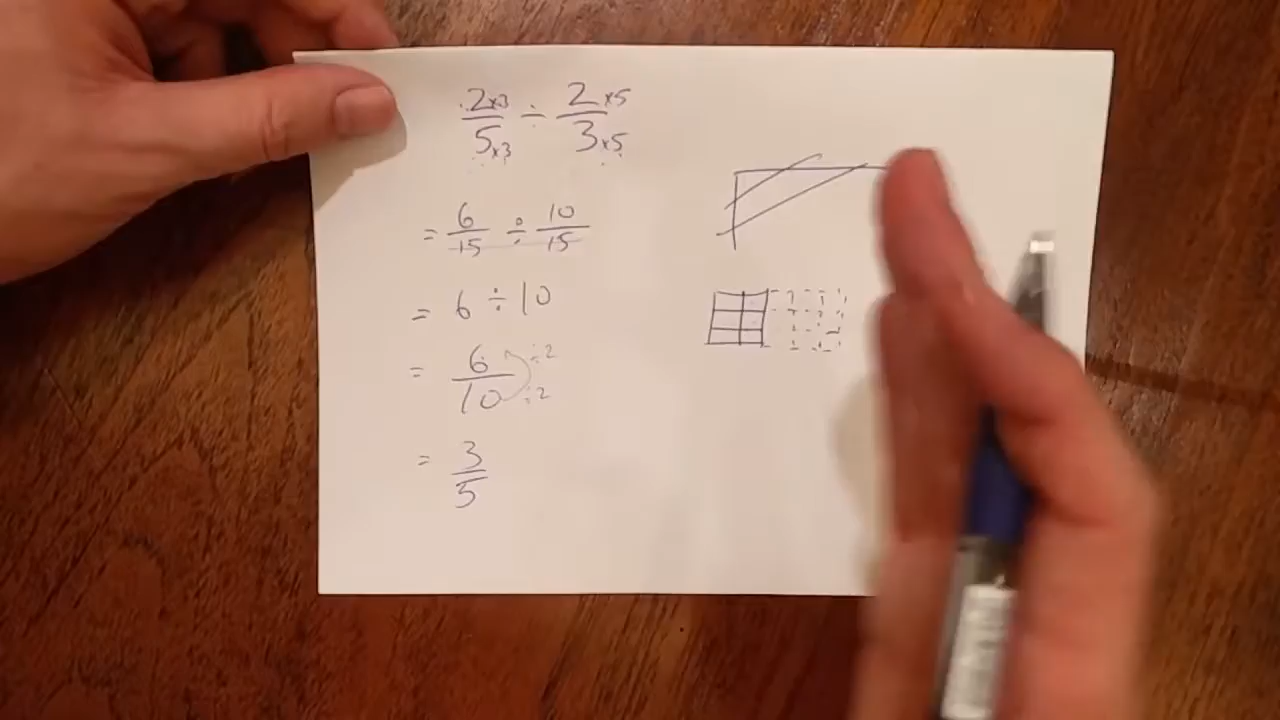 2×3/5×3 ÷ 2×5/3×5
= 6/15 ÷ 10/15
= 6 ÷ 10
= 6/10 ÷2 ÷2
= 3/5